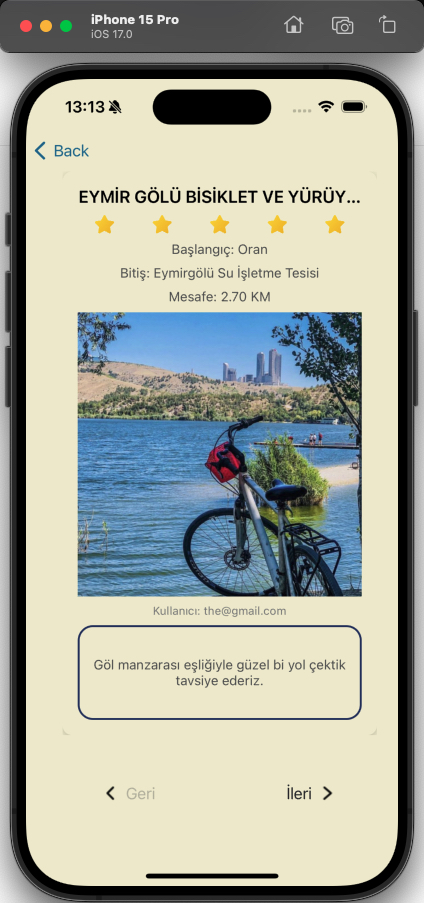 iPhone 15 Pro
iOS 17.0
13:13
Back
EYMİR GÖLÜ BİSİKLET VE YÜRÜY...
Başlangıç: Oran
Bitiş: Eymirgölü Su İşletme Tesisi
Mesafe: 2.70 KM
Kullanıcı: the@gmail.com
Göl manzarası eşliğiyle güzel bi yol çektik
tavsiye ederiz.
Geri
İleri